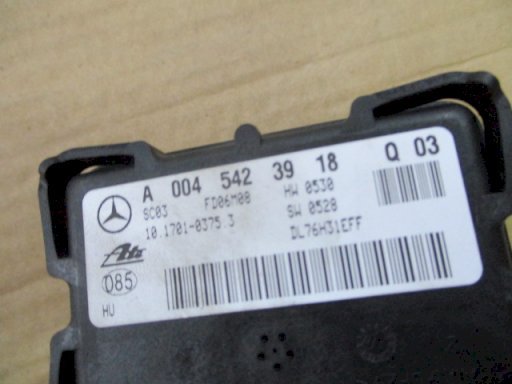 A 004 542 39 18 Q 03
SC03 FD06M08 HW 0530
10.1701-0375 3 SW 0528
DL76H31EFF
Ate
085
HU